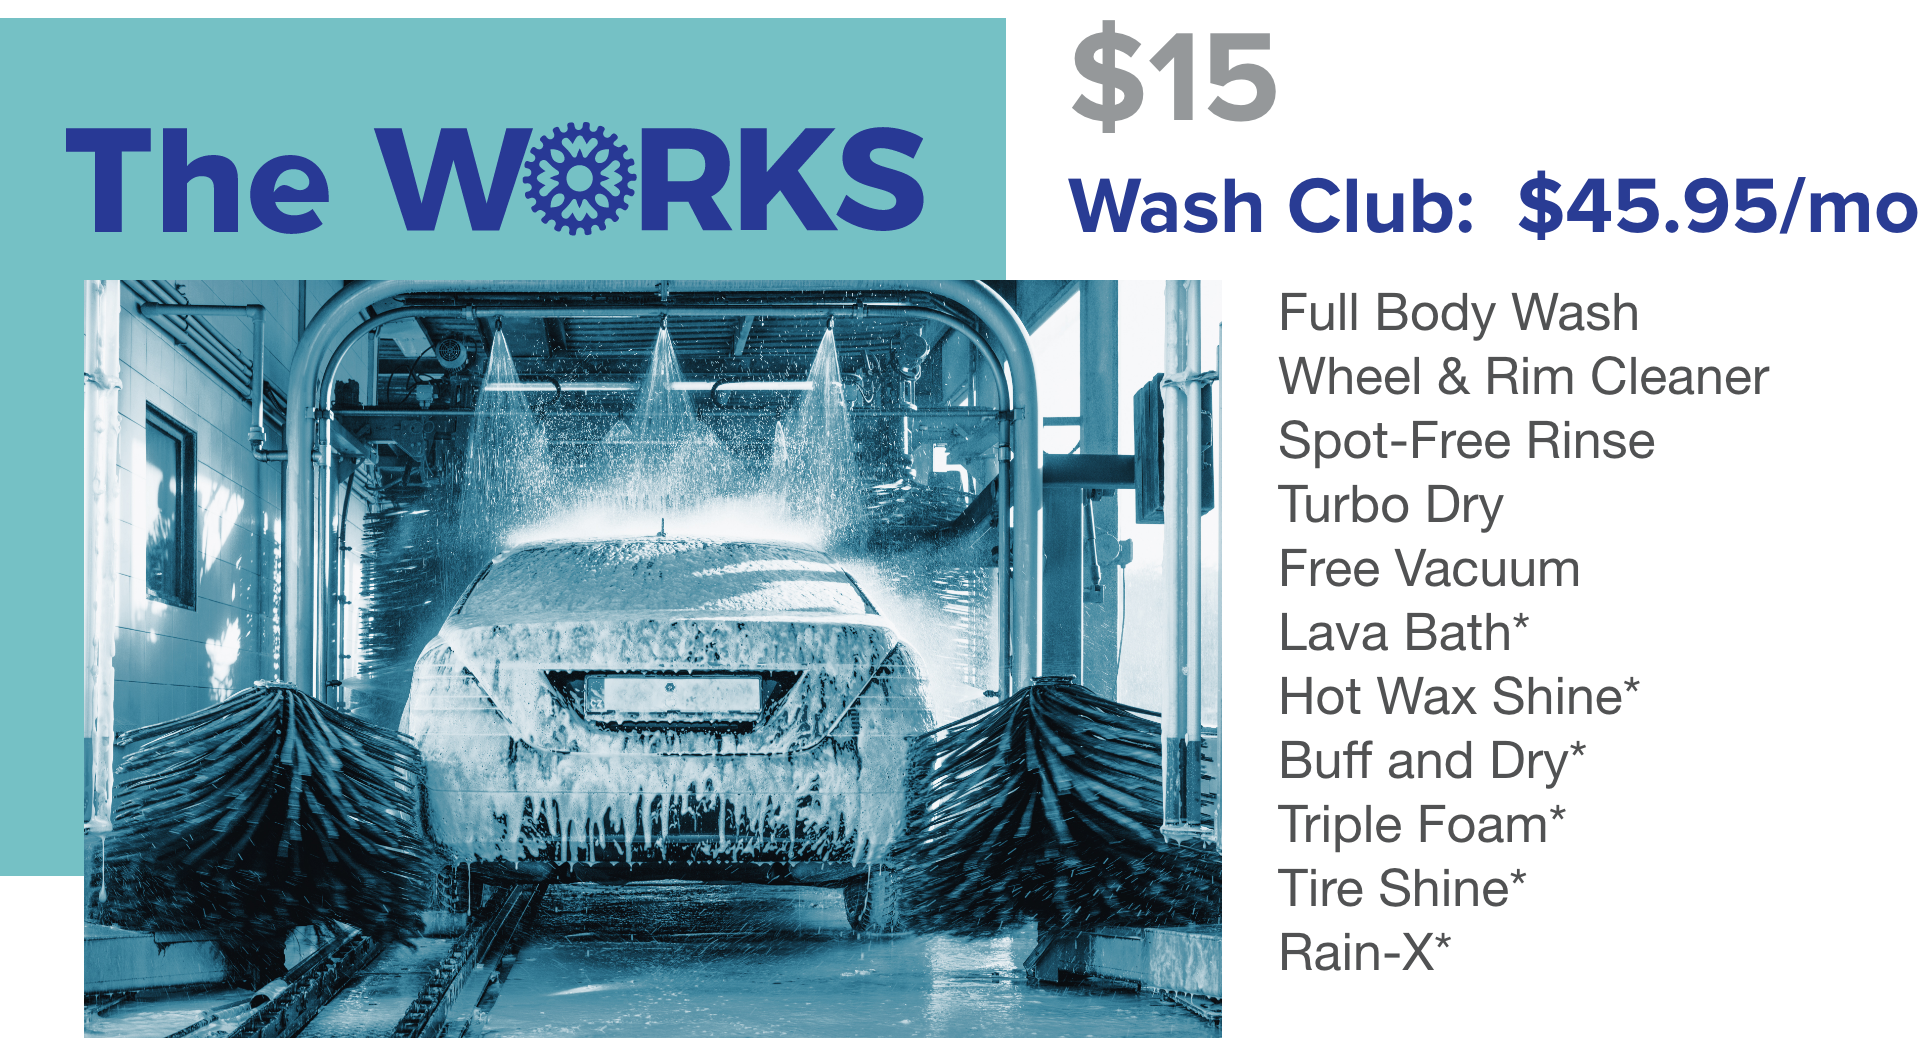 The WORKS
$15
Wash Club: $45.95/mo
Full Body Wash
Wheel & Rim Cleaner
Spot-Free Rinse
Turbo Dry
Free Vacuum
Lava Bath*
Hot Wax Shine*
Buff and Dry*
Triple Foam*
Tire Shine*
Rain-X*